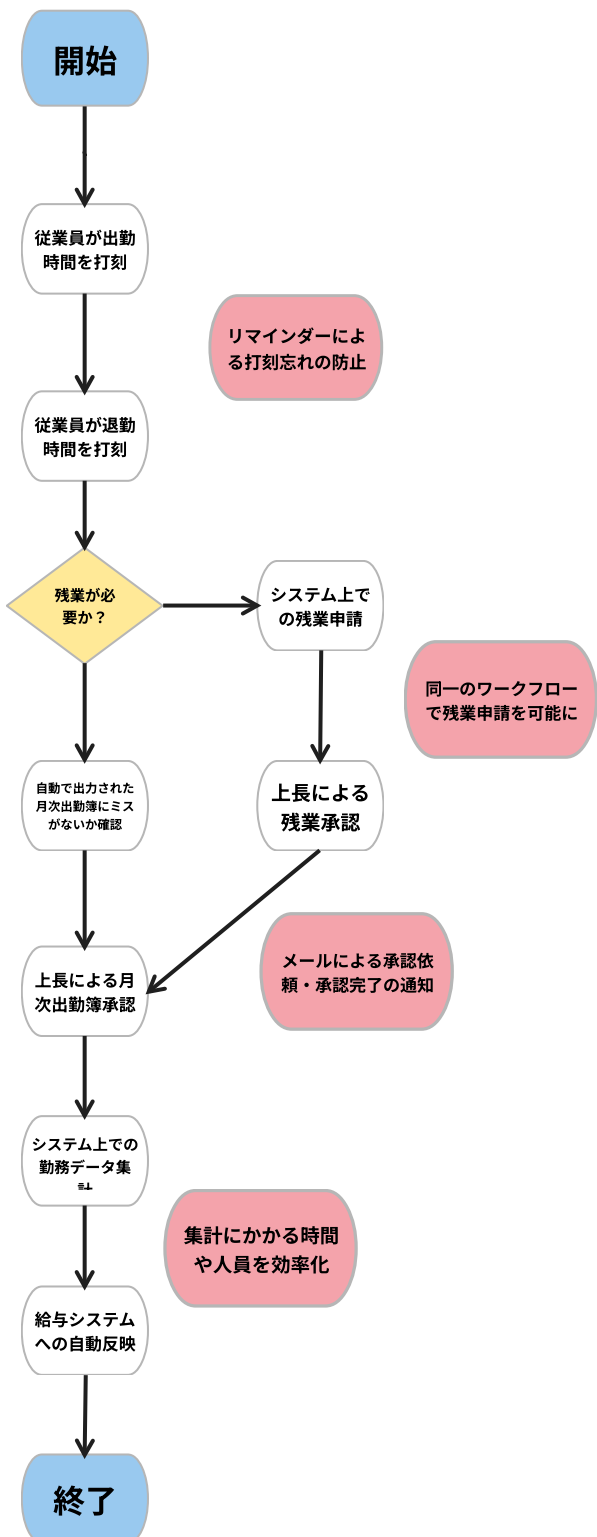 開始
従業員が出勤
時間を打刻
リマインダーによ
る打刻忘れの防止
従業員が退勤
時間を打刻
残業が必
要か？
システム上で
の残業申請
同一のワークフロー
で残業申請を可能に
自動で出力された
月次出勤簿にミス
がないか確認
上長による
残業承認
メールによる承認依
頼・承認完了の通知
上長による月
次出勤簿承認
システム上での
勤務データ集
計
集計にかかる時間
や人員を効率化
給与システム
への自動反映
終了